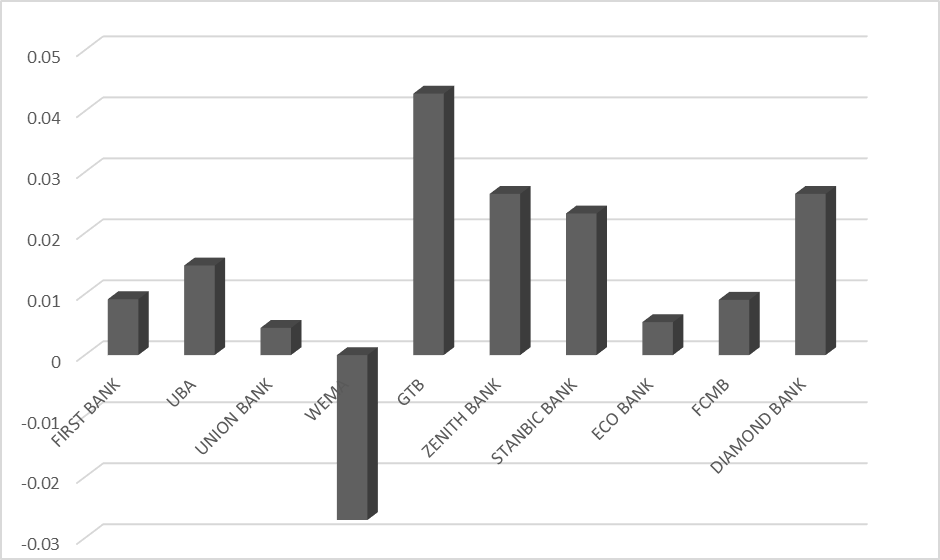 0.05
0.04
0.03
0.02
0.01
0
-0.01
-0.02
-0.03
FIRST BANK
UBA
UNION BANK
WEMA
GTB
ZENITH BANK
STANBIC BANK
ECO BANK
FCMB
DIAMOND BANK